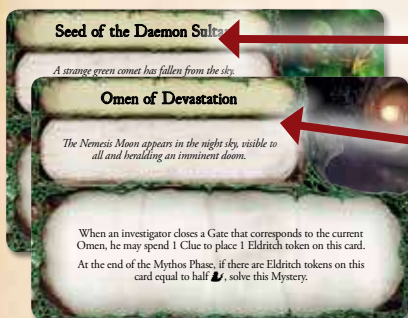 Seed of the Daemon
A strange green comet has fallen from the sky.
Omen of Devastation
The Nemesis Moon appears in the night sky, visible to
all and heralding an imminent doom.
When an investigator closes a Gate that corresponds to the current
Omen, he may spend 1 Clue to place 1 Eldritch token on this card.
At the end of the Mythos Phase, if there are Eldritch tokens on this
card equal to half , solve this Mystery.